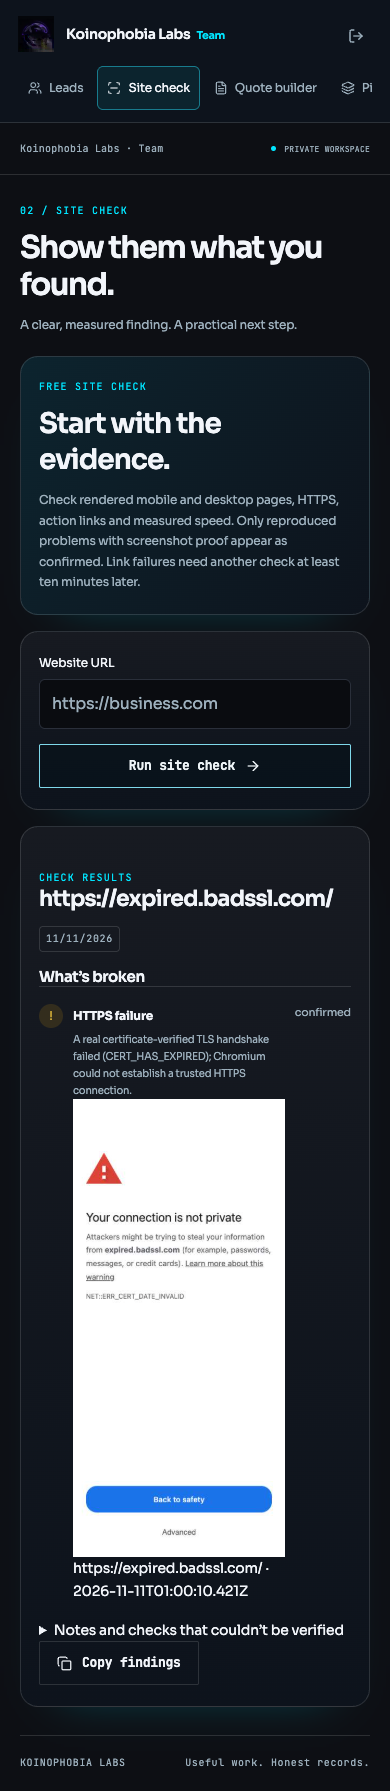 Koinophobia Labs Team
Leads
Site check
Quote builder
Pi
Koinophobia Labs · Team
PRIVATE WORKSPACE
02 / SITE CHECK
Show them what you
found.
A clear, measured finding. A practical next step.
FREE SITE CHECK
Start with the
evidence.
Check rendered mobile and desktop pages, HTTPS,
action links and measured speed. Only reproduced
problems with screenshot proof appear as
confirmed. Link failures need another check at least
ten minutes later.
Website URL
https://business.com
Run site check →
CHECK RESULTS
https://expired.badssl.com/
11/11/2026
What's broken
! HTTPS failure
confirmed
A real certificate-verified TLS handshake
failed (CERT_HAS_EXPIRED); Chromium
could not establish a trusted HTTPS
connection.
Your connection is not private
Attackers might be trying to steal your information
from expired.badssl.com (for example, passwords,
messages, or credit cards). Learn more about this
warning
NET::ERR_CERT_DATE_INVALID
Back to safety
Advanced
https://expired.badssl.com/ ·
2026-11-11T01:00:10.421Z
Notes and checks that couldn't be verified
Copy findings
KOINOPHOBIA LABS
Useful work. Honest records.